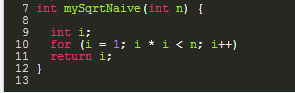 7 int mySqrtNaive(int n) {
8
9 int i;
10 for (i = 1; i * i < n; i++)
11 return i;
12 }
13